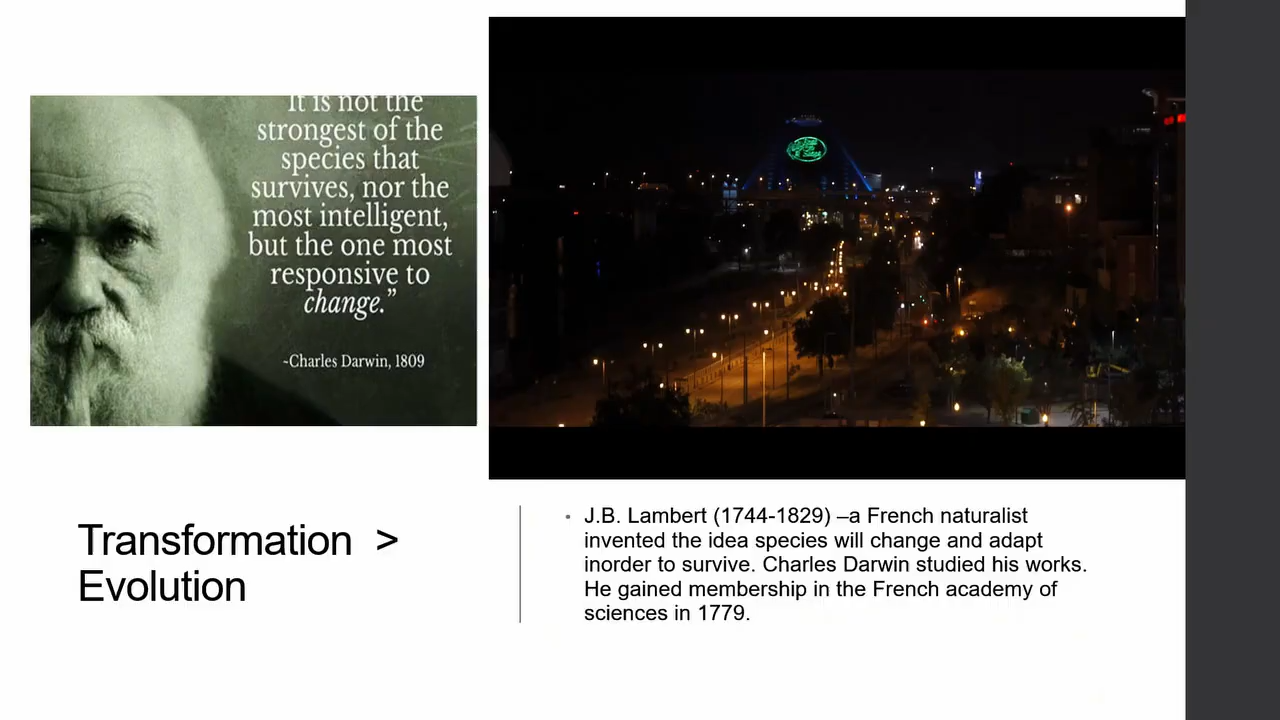 It is not the
strongest of the
species that
survives, nor the
most intelligent,
but the one most
responsive to
change.”
~Charles Darwin, 1809
Transformation >
Evolution
J.B. Lambert (1744-1829) –a French naturalist
invented the idea species will change and adapt
inorder to survive. Charles Darwin studied his works.
He gained membership in the French academy of
sciences in 1779.